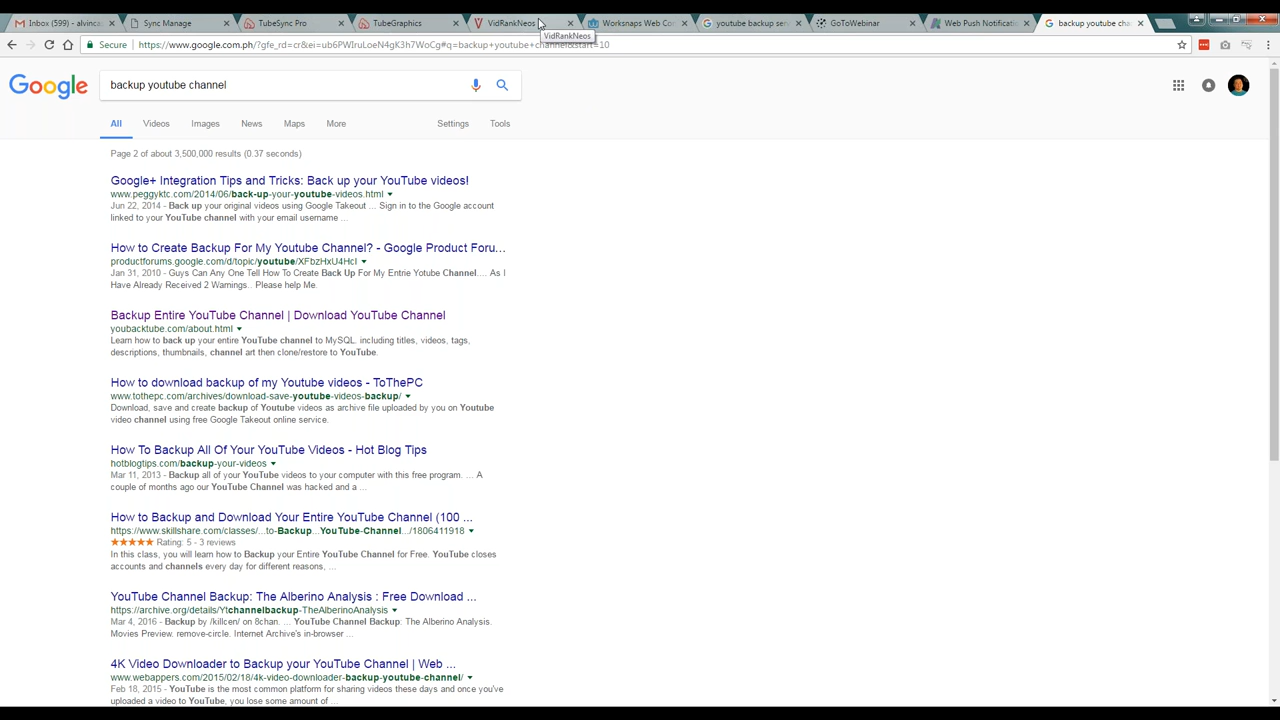 Inbox (599) - alvinca
Sync Manage
TubeSync Pro
TubeGraphics
VidRankNeos
Worksnaps Web Co
youtube backup ser
GoToWebinar
Web Push Notificati
backup youtube cha
Secure https://www.google.com.ph/?gfe_rd=cr&ei=ub6PWIruLoeN4gK3h7WoCg#q=backup+youtube+channel&start=10
VidRankNeos
Google
backup youtube channel
All Videos Images News Maps More Settings Tools
Page 2 of about 3,500,000 results (0.37 seconds)
Google+ Integration Tips and Tricks: Back up your YouTube videos!
www.peggyktc.com/2014/06/back-up-your-youtube-videos.html
Jun 22, 2014 - Back up your original videos using Google Takeout ... Sign in to the Google account
linked to your YouTube channel with your email username ...
How to Create Backup For My Youtube Channel? - Google Product Foru...
productforums.google.com/d/topic/youtube/XFbzHxU4HcI
Jan 31, 2010 - Guys Can Any One Tell How To Create Back Up For My Entrie Yotube Channel.... As I
Have Already Received 2 Warnings.. Please help Me.
Backup Entire YouTube Channel | Download YouTube Channel
youbacktube.com/about.html
Learn how to back up your entire YouTube channel to MySQL. including titles, videos, tags,
descriptions, thumbnails, channel art then clone/restore to YouTube.
How to download backup of my Youtube videos - ToThePC
www.tothepc.com/archives/download-save-youtube-videos-backup/
Download, save and create backup of Youtube videos as archive file uploaded by you on Youtube
video channel using free Google Takeout online service.
How To Backup All Of Your YouTube Videos - Hot Blog Tips
hotblogtips.com/backup-your-videos
Mar 11, 2013 - Backup all of your YouTube videos to your computer with this free program. ... A
couple of months ago our YouTube Channel was hacked and a ...
How to Backup and Download Your Entire YouTube Channel (100 ...
https://www.skillshare.com/classes/...to-Backup...YouTube-Channel.../1806411918
Rating: 5 - 3 reviews
In this class, you will learn how to Backup your Entire YouTube Channel for Free. YouTube closes
accounts and channels every day for different reasons, ...
YouTube Channel Backup: The Alberino Analysis : Free Download ...
https://archive.org/details/Ytchannelbackup-TheAlberinoAnalysis
Mar 4, 2016 - Backup by /killcen/ on 8chan. ... YouTube Channel Backup: The Alberino Analysis.
Movies Preview. remove-circle. Internet Archive's in-browser ...
4K Video Downloader to Backup your YouTube Channel | Web ...
www.webappers.com/2015/02/18/4k-video-downloader-backup-youtube-channel/
Feb 18, 2015 - YouTube is the most common platform for sharing videos these days and once you've
uploaded a video to YouTube, you lose some amount of ...